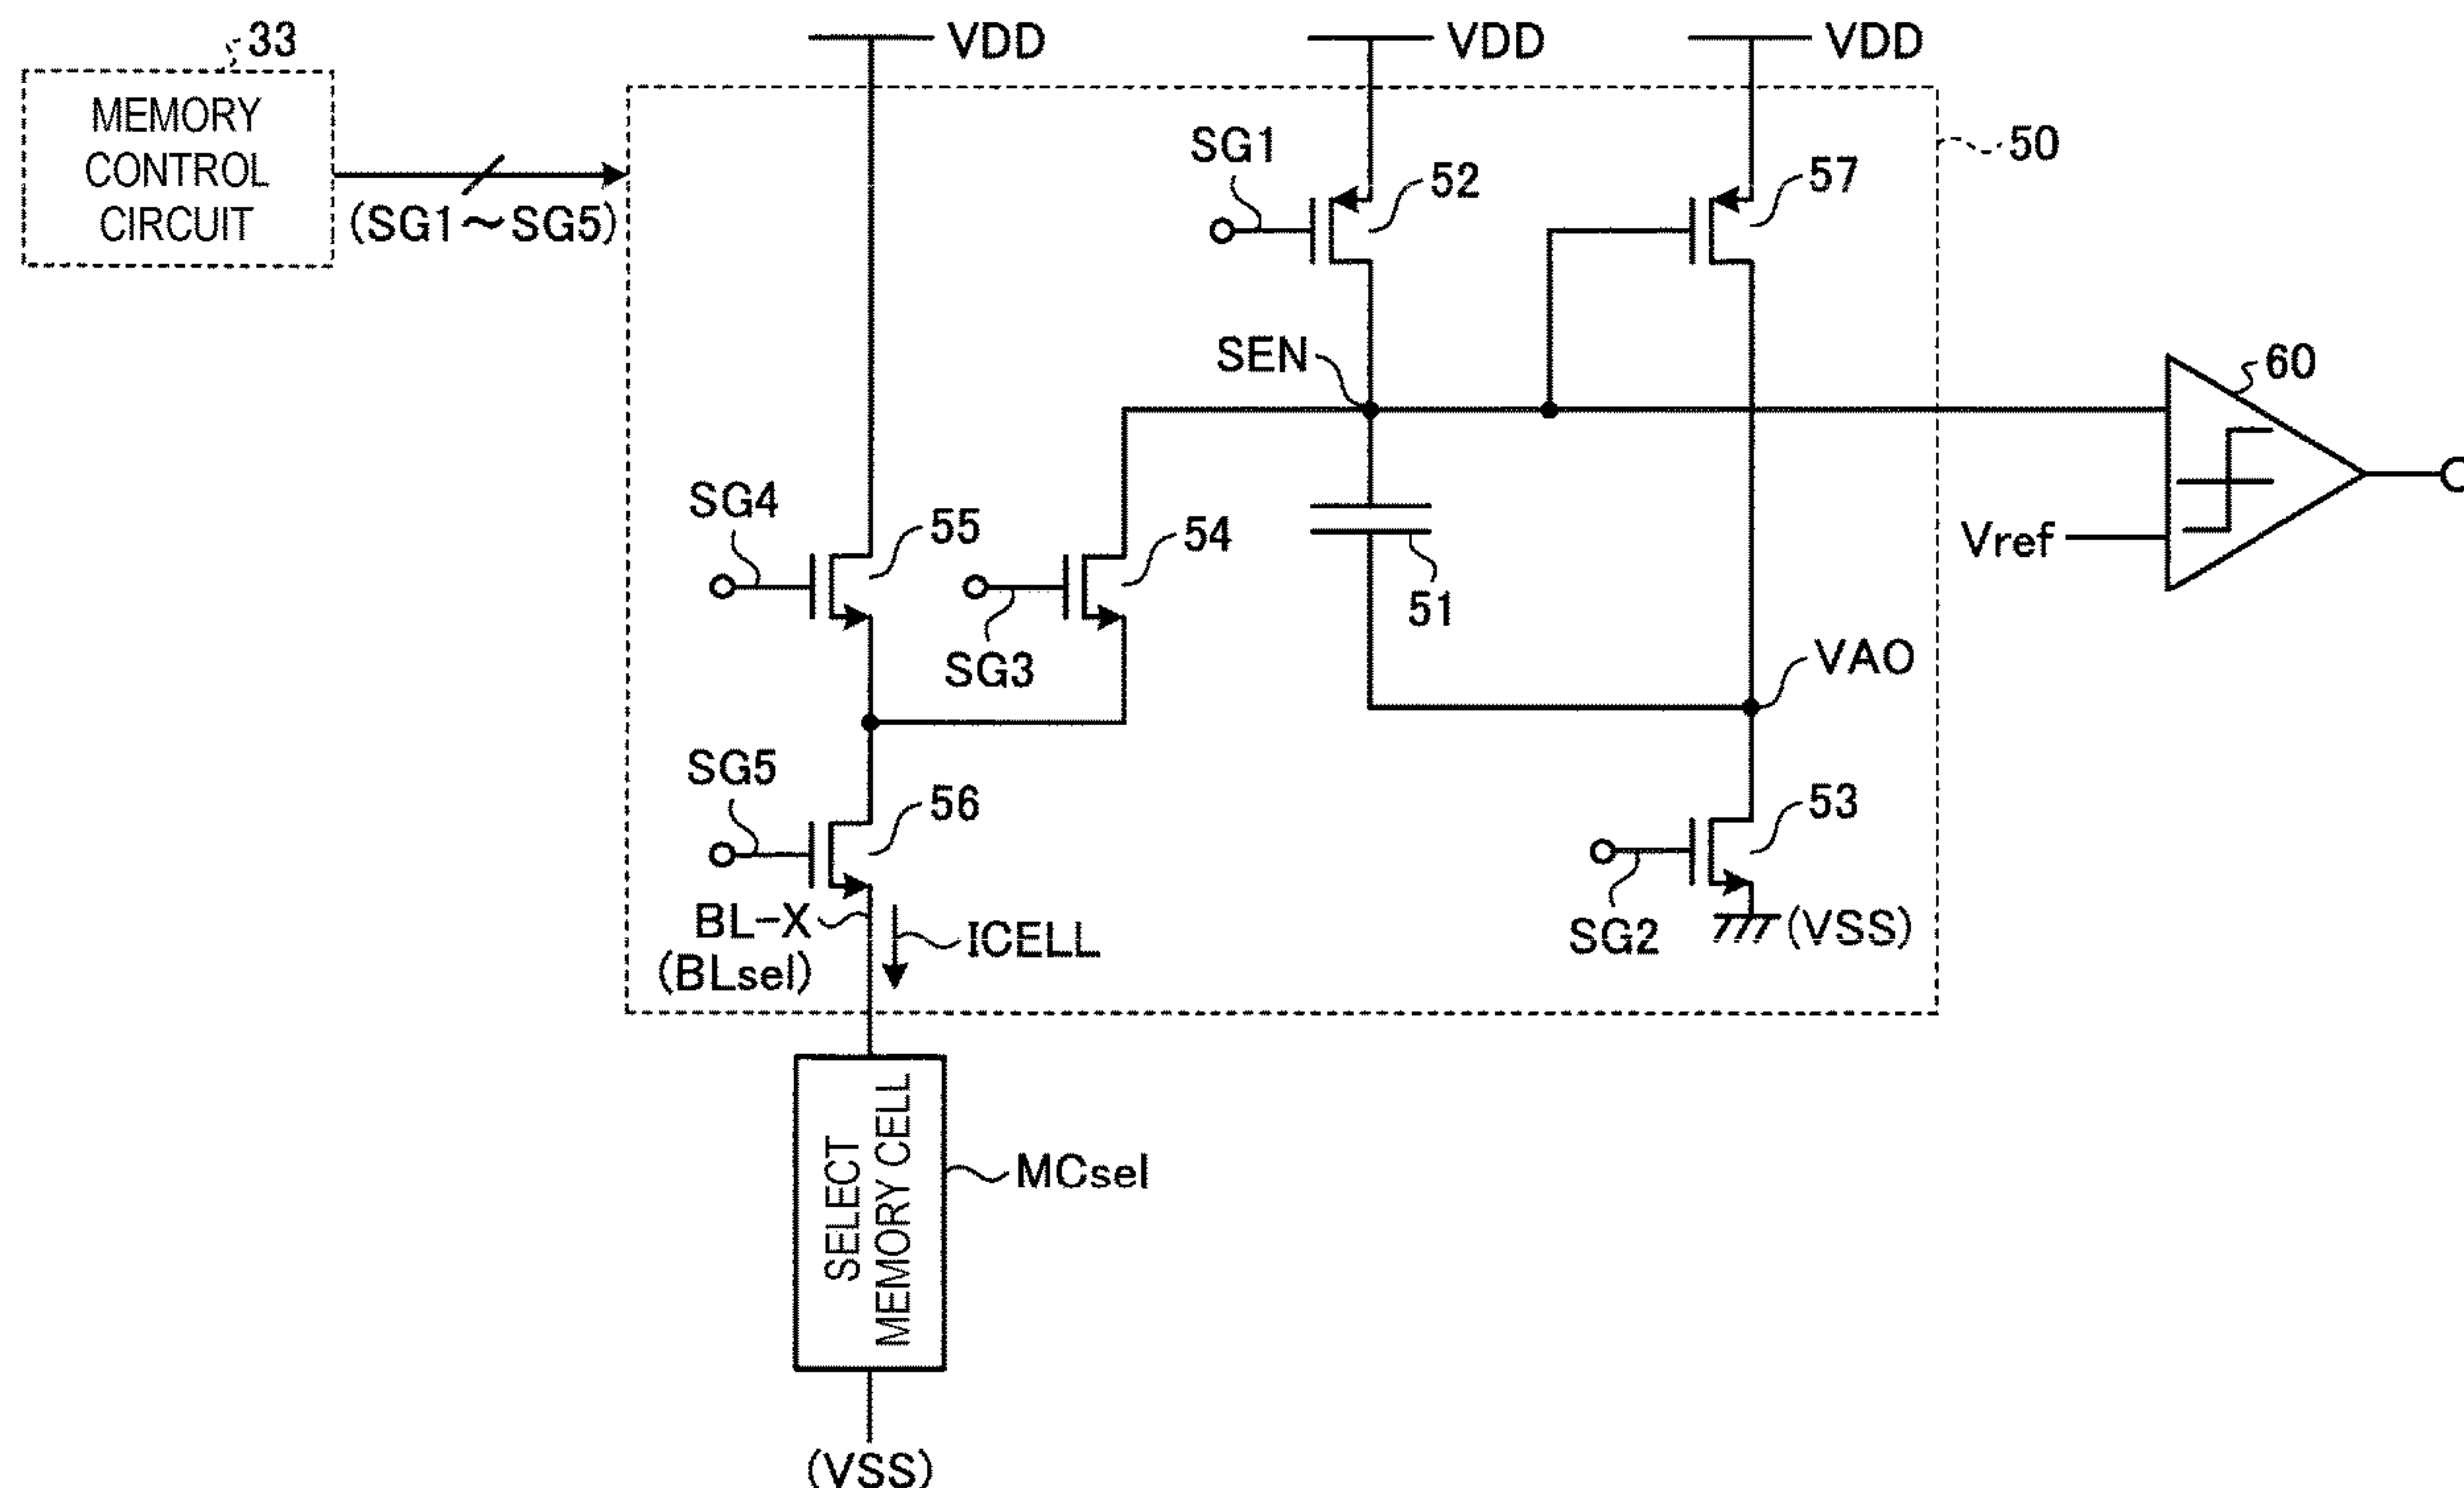 33
VDD
VDD
VDD
MEMORY
CONTROL
CIRCUIT
(SG1~SG5)
SG1
52
57
50
SEN
60
SG4
55
54
Vref
51
SG3
VAO
SG5
56
53
BL-X
(BLsel)
ICELL
SG2
(VSS)
SELECT
MEMORY CELL
MCsel
(VSS)